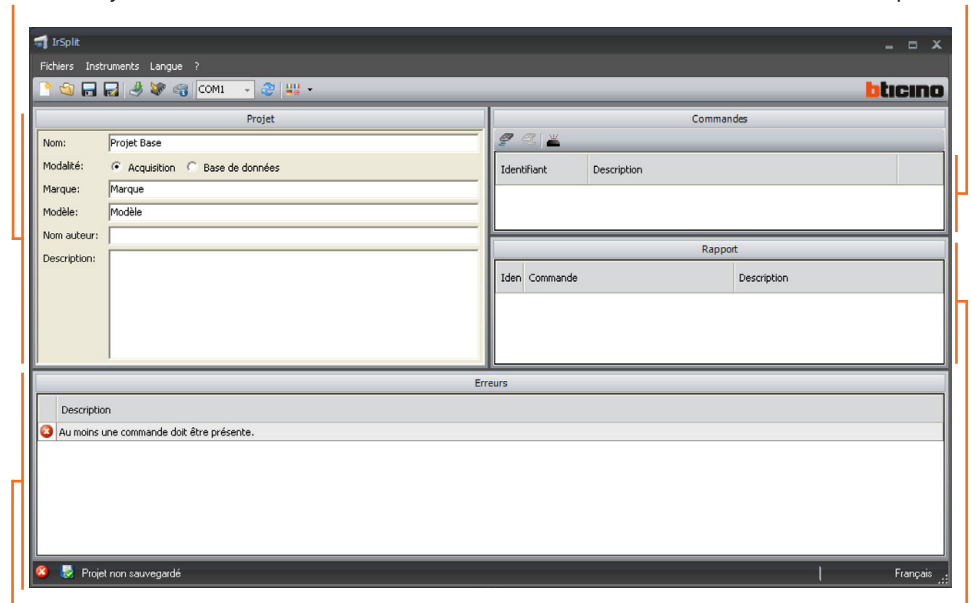 IrSplit
Fichiers Instruments Langue ?
COM1
bticino
Projet
Nom: Projet Base
Modalité: Acquisition Base de données
Marque: Marque
Modèle: Modèle
Nom auteur:
Description:
Commandes
Identifiant Description
Rapport
Iden Commande Description
Erreurs
Description
Au moins une commande doit être présente.
Projet non sauvegardé
Français